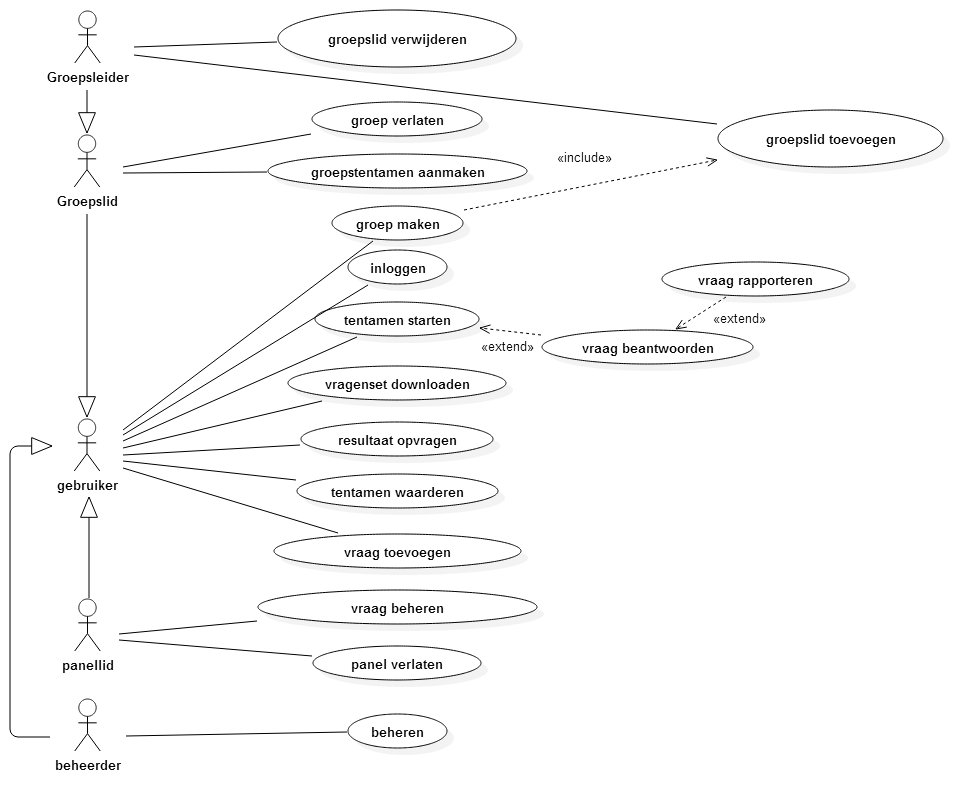 groepslid verwijderen
Groepsleider
groep verlaten
groepslid toevoegen
«include»
groepstentamen aanmaken
Groepslid
groep maken
inloggen
vraag rapporteren
tentamen starten
«extend»
«extend»
vraag beantwoorden
vragenset downloaden
resultaat opvragen
gebruiker
tentamen waarderen
vraag toevoegen
vraag beheren
panellid
panel verlaten
beheren
beheerder